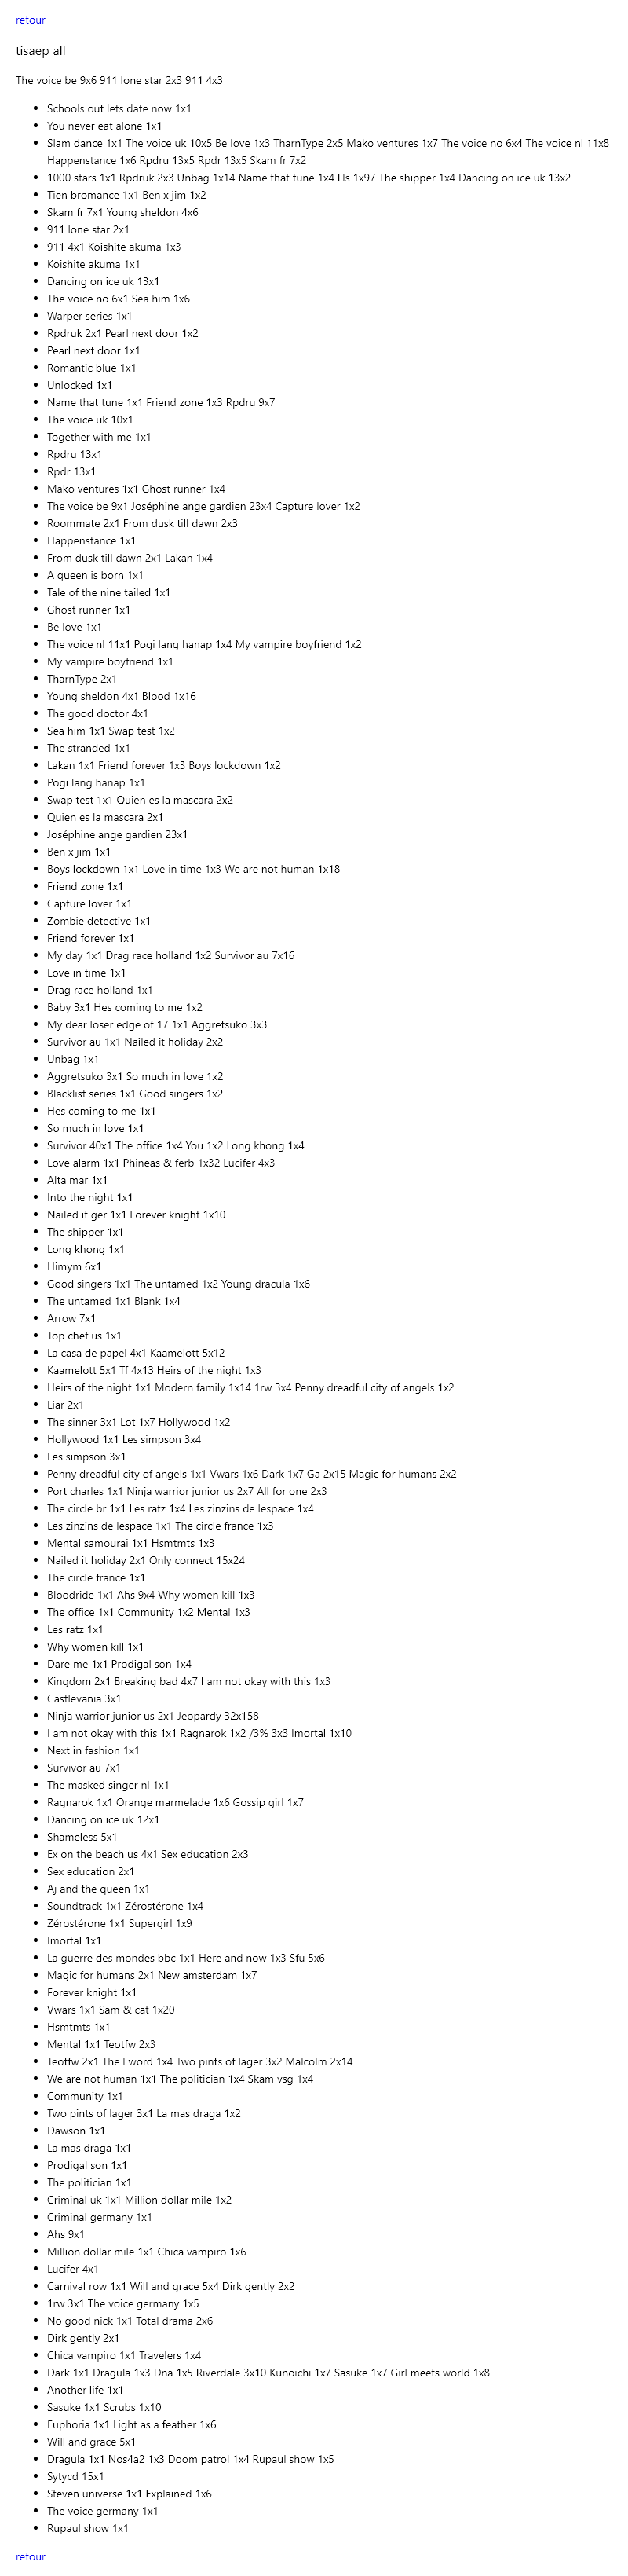 retour
tisaep all
The voice be 9x6 911 lone star 2x3 911 4x3
Schools out lets date now 1x1
You never eat alone 1x1
Slam dance 1x1 The voice uk 10x5 Be love 1x3 TharnType 2x5 Mako ventures 1x7 The voice no 6x4 The voice nl 11x8
Happenstance 1x6 Rpdru 13x5 Rpdr 13x5 Skam fr 7x2
1000 stars 1x1 Rpdruk 2x3 Unbag 1x14 Name that tune 1x4 Lls 1x97 The shipper 1x4 Dancing on ice uk 13x2
Tien bromance 1x1 Ben x jim 1x2
Skam fr 7x1 Young sheldon 4x6
911 lone star 2x1
911 4x1 Koishite akuma 1x3
Koishite akuma 1x1
Dancing on ice uk 13x1
The voice no 6x1 Sea him 1x6
Warper series 1x1
Rpdruk 2x1 Pearl next door 1x2
Pearl next door 1x1
Romantic blue 1x1
Unlocked 1x1
Name that tune 1x1 Friend zone 1x3 Rpdru 9x7
The voice uk 10x1
Together with me 1x1
Rpdru 13x1
Rpdr 13x1
Mako ventures 1x1 Ghost runner 1x4
The voice be 9x1 Joséphine ange gardien 23x4 Capture lover 1x2
Roommate 2x1 From dusk till dawn 2x3
Happenstance 1x1
From dusk till dawn 2x1 Lakan 1x4
A queen is born 1x1
Tale of the nine tailed 1x1
Ghost runner 1x1
Be love 1x1
The voice nl 11x1 Pogi lang hanap 1x4 My vampire boyfriend 1x2
My vampire boyfriend 1x1
TharnType 2x1
Young sheldon 4x1 Blood 1x16
The good doctor 4x1
Sea him 1x1 Swap test 1x2
The stranded 1x1
Lakan 1x1 Friend forever 1x3 Boys lockdown 1x2
Pogi lang hanap 1x1
Swap test 1x1 Quien es la mascara 2x2
Quien es la mascara 2x1
Joséphine ange gardien 23x1
Ben x jim 1x1
Boys lockdown 1x1 Love in time 1x3 We are not human 1x18
Friend zone 1x1
Capture lover 1x1
Zombie detective 1x1
Friend forever 1x1
My day 1x1 Drag race holland 1x2 Survivor au 7x16
Love in time 1x1
Drag race holland 1x1
Baby 3x1 Hes coming to me 1x2
My dear loser edge of 17 1x1 Aggretsuko 3x3
Survivor au 1x1 Nailed it holiday 2x2
Unbag 1x1
Aggretsuko 3x1 So much in love 1x2
Blacklist series 1x1 Good singers 1x2
Hes coming to me 1x1
So much in love 1x1
Survivor 40x1 The office 1x4 You 1x2 Long khong 1x4
Love alarm 1x1 Phineas & ferb 1x32 Lucifer 4x3
Alta mar 1x1
Into the night 1x1
Nailed it ger 1x1 Forever knight 1x10
The shipper 1x1
Long khong 1x1
Himym 6x1
Good singers 1x1 The untamed 1x2 Young dracula 1x6
The untamed 1x1 Blank 1x4
Arrow 7x1
Top chef us 1x1
La casa de papel 4x1 Kaamelott 5x12
Kaamelott 5x1 Tf 4x13 Heirs of the night 1x3
Heirs of the night 1x1 Modern family 1x14 1rw 3x4 Penny dreadful city of angels 1x2
Liar 2x1
The sinner 3x1 Lot 1x7 Hollywood 1x2
Hollywood 1x1 Les simpson 3x4
Les simpson 3x1
Penny dreadful city of angels 1x1 Vwars 1x6 Dark 1x7 Ga 2x15 Magic for humans 2x2
Port charles 1x1 Ninja warrior junior us 2x7 All for one 2x3
The circle br 1x1 Les ratz 1x4 Les zinzins de lespace 1x4
Les zinzins de lespace 1x1 The circle france 1x3
Mental samourai 1x1 Hsmtmts 1x3
Nailed it holiday 2x1 Only connect 15x24
The circle france 1x1
Bloodride 1x1 Ahs 9x4 Why women kill 1x3
The office 1x1 Community 1x2 Mental 1x3
Les ratz 1x1
Why women kill 1x1
Dare me 1x1 Prodigal son 1x4
Kingdom 2x1 Breaking bad 4x7 I am not okay with this 1x3
Castlevania 3x1
Ninja warrior junior us 2x1 Jeopardy 32x158
I am not okay with this 1x1 Ragnarok 1x2 /3% 3x3 Imortal 1x10
Next in fashion 1x1
Survivor au 7x1
The masked singer nl 1x1
Ragnarok 1x1 Orange marmelade 1x6 Gossip girl 1x7
Dancing on ice uk 12x1
Shameless 5x1
Ex on the beach us 4x1 Sex education 2x3
Sex education 2x1
Aj and the queen 1x1
Soundtrack 1x1 Zérostérone 1x4
Zérostérone 1x1 Supergirl 1x9
Imortal 1x1
La guerre des mondes bbc 1x1 Here and now 1x3 Sfu 5x6
Magic for humans 2x1 New amsterdam 1x7
Forever knight 1x1
Vwars 1x1 Sam & cat 1x20
Hsmtmts 1x1
Mental 1x1 Teotfw 2x3
Teotfw 2x1 The l word 1x4 Two pints of lager 3x2 Malcolm 2x14
We are not human 1x1 The politician 1x4 Skam vsg 1x4
Community 1x1
Two pints of lager 3x1 La mas draga 1x2
Dawson 1x1
La mas draga 1x1
Prodigal son 1x1
The politician 1x1
Criminal uk 1x1 Million dollar mile 1x2
Criminal germany 1x1
Ahs 9x1
Million dollar mile 1x1 Chica vampiro 1x6
Lucifer 4x1
Carnival row 1x1 Will and grace 5x4 Dirk gently 2x2
1rw 3x1 The voice germany 1x5
No good nick 1x1 Total drama 2x6
Dirk gently 2x1
Chica vampiro 1x1 Travelers 1x4
Dark 1x1 Dragula 1x3 Dna 1x5 Riverdale 3x10 Kunoichi 1x7 Sasuke 1x7 Girl meets world 1x8
Another life 1x1
Sasuke 1x1 Scrubs 1x10
Euphoria 1x1 Light as a feather 1x6
Will and grace 5x1
Dragula 1x1 Nos4a2 1x3 Doom patrol 1x4 Rupaul show 1x5
Sytycd 15x1
Steven universe 1x1 Explained 1x6
The voice germany 1x1
Rupaul show 1x1
retour